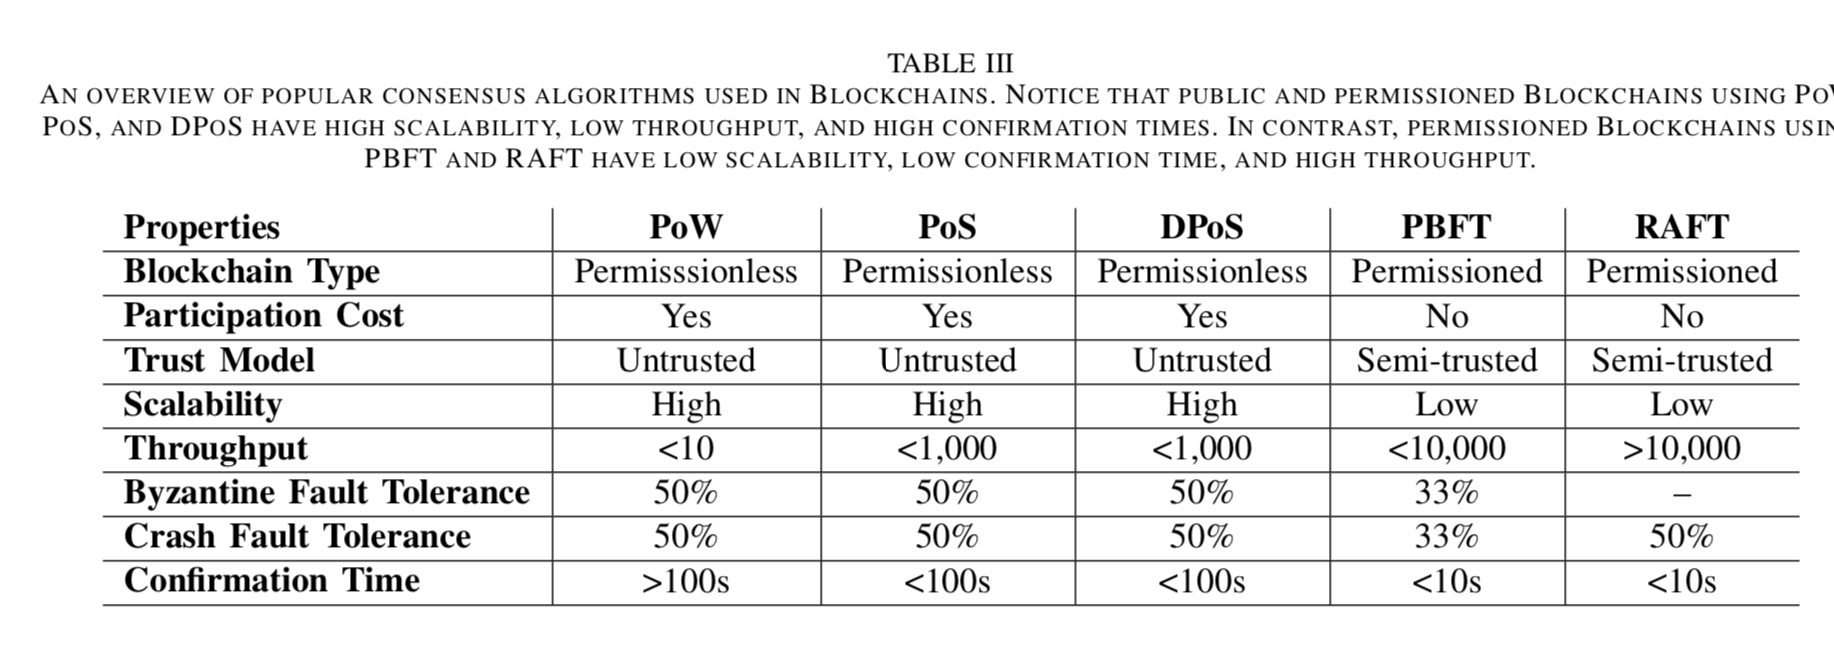 TABLE III
AN OVERVIEW OF POPULAR CONSENSUS ALGORITHMS USED IN BLOCKCHAINS. NOTICE THAT PUBLIC AND PERMISSIONED BLOCKCHAINS USING
POS, AND DPOS HAVE HIGH SCALABILITY, LOW THROUGHPUT, AND HIGH CONFIRMATION TIMES. IN CONTRAST, PERMISSIONED BLOCKCHAINS
PBFT AND RAFT HAVE LOW SCALABILITY, LOW CONFIRMATION TIME, AND HIGH THROUGHPUT.
Properties PoW PoS DPoS PBFT RAFT
Blockchain Type Permisssionless Permissionless Permissionless Permissioned Permissioned
Participation Cost Yes Yes Yes No No
Trust Model Untrusted Untrusted Untrusted Semi-trusted Semi-trusted
Scalability High High High Low Low
Throughput <10 <1,000 <1,000 <10,000 >10,000
Byzantine Fault Tolerance 50% 50% 50% 33% –
Crash Fault Tolerance 50% 50% 50% 33% 50%
Confirmation Time >100s <100s <100s <10s <10s